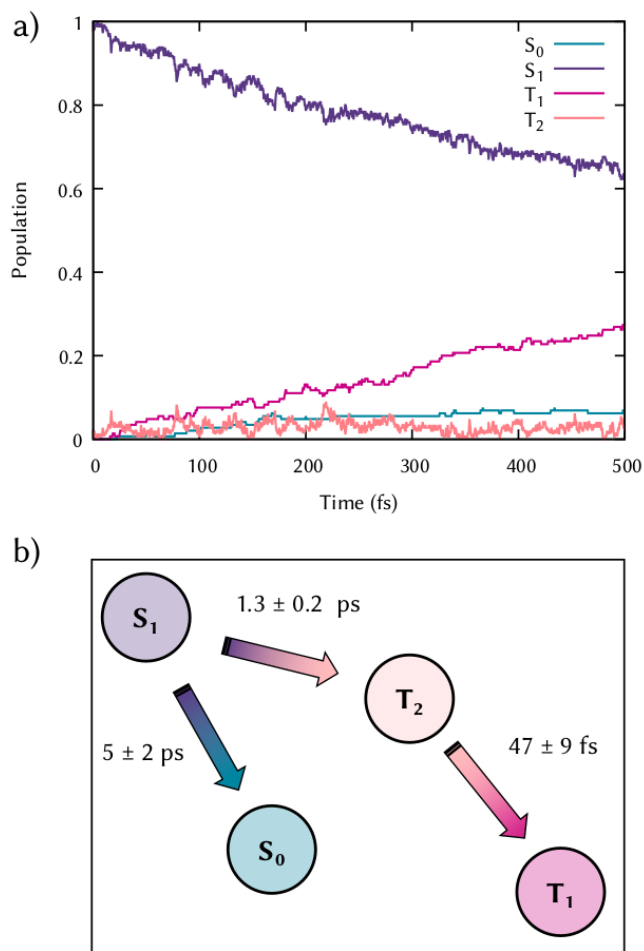 a)
1
0.8
0.6
0.4
0.2
0
Population
S0
S1
T1
T2
0 100 200 300 400 500
Time (fs)
b)
S1
1.3 ± 0.2 ps
T2
5 ± 2 ps
47 ± 9 fs
S0
T1